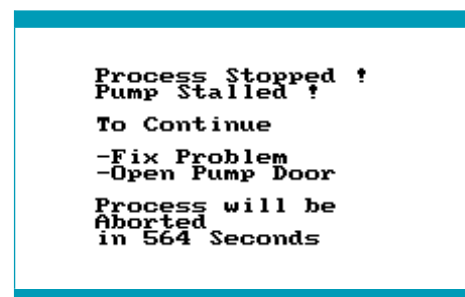 Process Stopped !
Pump Stalled !
To Continue
-Fix Problem
-Open Pump Door
Process will be
Aborted
in 564 Seconds